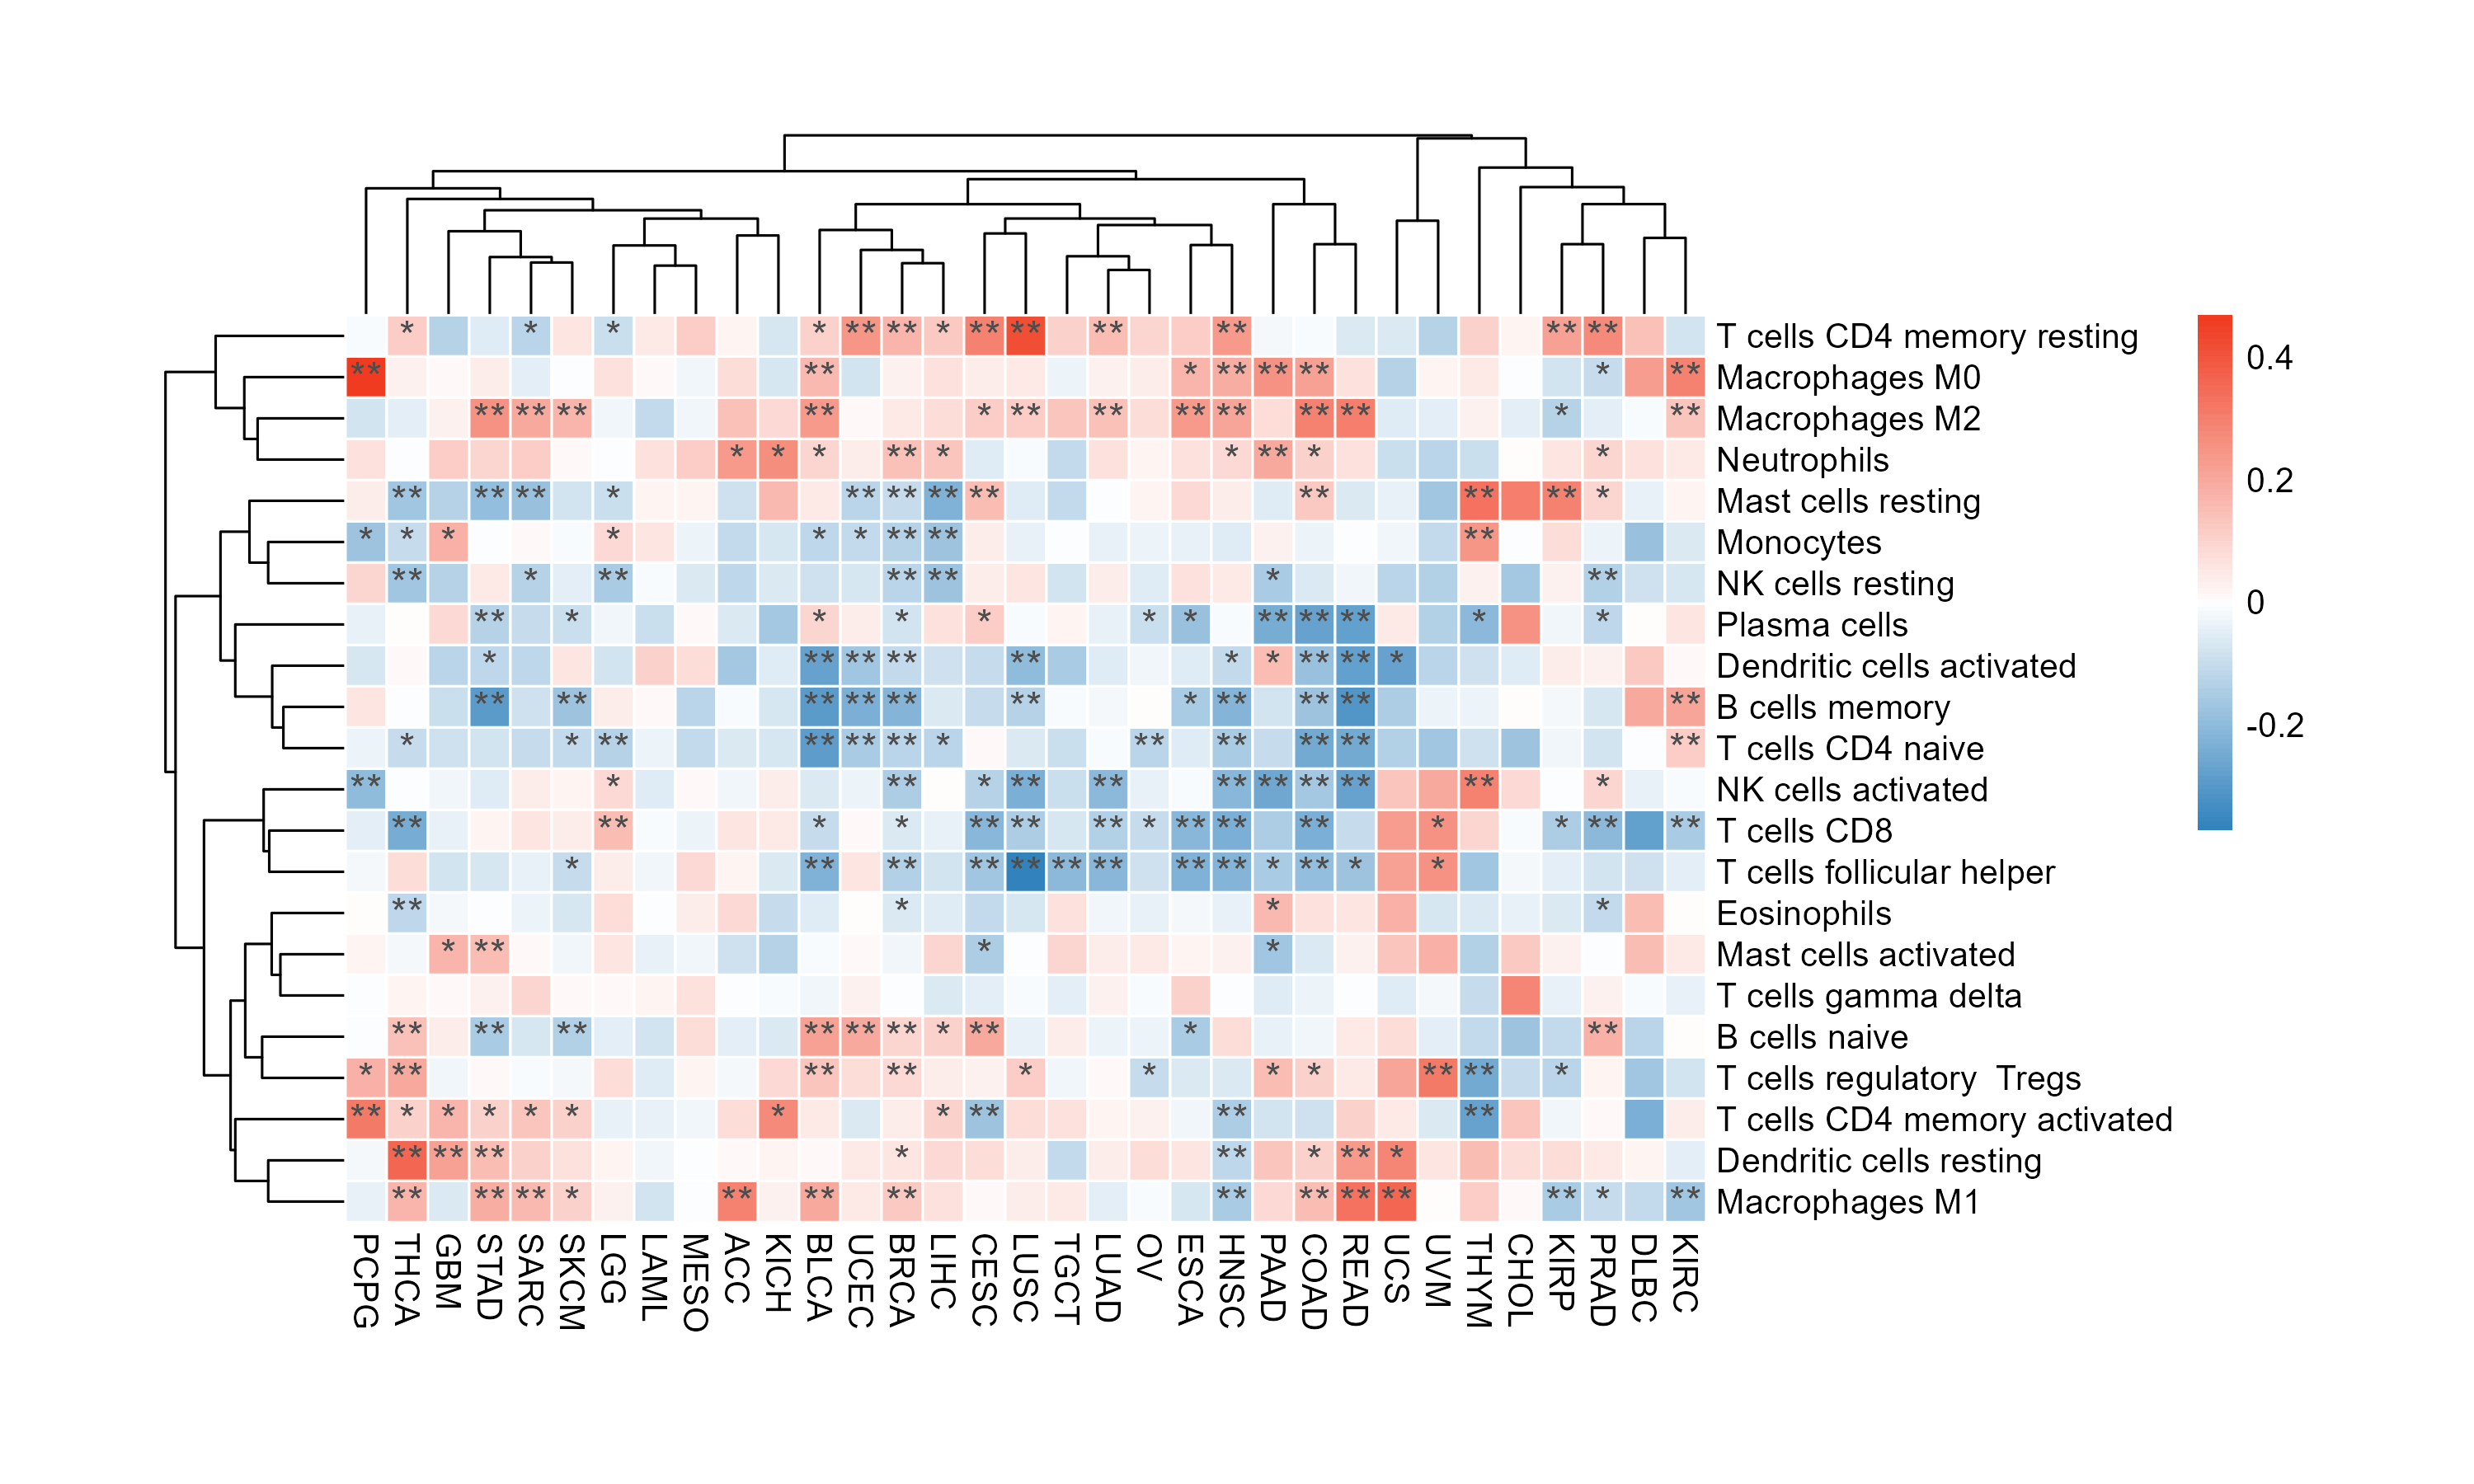 * * * * ** ** * ** ** ** ** ** ** T cells CD4 memory resting
** ** * ** ** ** * ** Macrophages M0
** ** ** ** * ** ** ** ** ** ** * ** Macrophages M2
* * * ** * * ** * * Neutrophils
** ** ** * ** ** ** ** ** ** ** * Mast cells resting
* * * * * * ** ** ** Monocytes
** * ** ** ** * ** NK cells resting
** * * * * * * ** ** ** * * Plasma cells
* ** ** ** ** * * ** ** * Dendritic cells activated
** ** ** ** ** ** * ** ** ** ** B cells memory
* * ** ** ** ** * ** ** ** ** ** T cells CD4 naive
** * ** * ** ** ** ** ** ** ** * NK cells activated
** ** * * ** ** ** * ** ** ** * * ** ** T cells CD8
* ** ** ** ** ** ** ** ** * ** * * T cells follicular helper
** * * * Eosinophils
* ** * * Mast cells activated
T cells gamma delta
** ** ** ** ** ** * ** * ** B cells naive
* ** ** ** * * * * ** ** * T cells regulatory  Tregs
** * * * * * * * ** ** ** T cells CD4 memory activated
** ** ** * ** * ** * Dendritic cells resting
** ** ** * ** ** ** ** ** ** ** ** * ** Macrophages M1
PCPG THCA GBM STAD SARC SKCM LGG LAML MESO ACC KICH BLCA UCEC BRCA LIHC CESC LUSC TGCT LUAD OV ESCA HNSC PAAD COAD READ UCS UVM THYM CHOL KIRP PRAD DLBC KIRC
0.4
0.2
0
-0.2